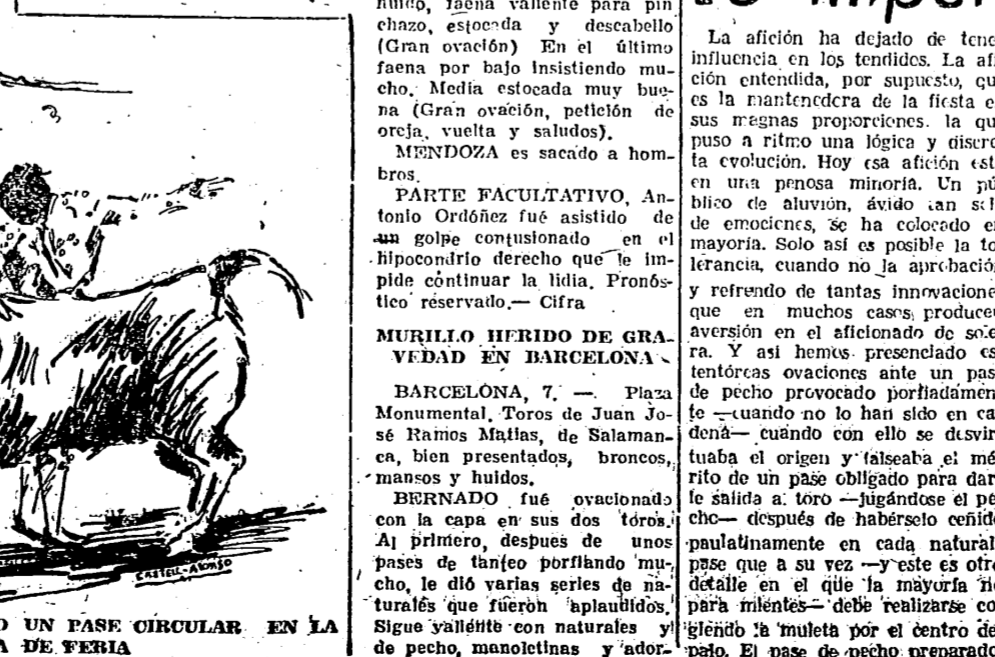 CASTELL-ALONSO
UN PASE CIRCULAR EN LA
DE FERIA
faena valiente para pin
chazo, estocada y descabello
(Gran ovación) En el último
faena por bajo insistiendo mu-
cho. Media estocada muy bue-
na (Gran ovación, petición de
oreja, vuelta y saludos).
MENDOZA es sacado a hom-
bros.
PARTE FACULTATIVO, An-
tonio Ordóñez fué asistido de
un golpe contusionado en el
hipocondrio derecho que le im-
pide continuar la lidia. Pronós-
tico reservado.— Cifra
MURILLO HERIDO DE GRA-
VEDAD EN BARCELONA
BARCELONA, 7. —. Plaza
Monumental. Toros de Juan Jo-
sé Ramos Matías, de Salaman-
ca, bien presentados, broncos,
mansos y huidos.
BERNADO fué ovacionado
con la capa en sus dos toros.
Al primero, despues de unos
pases de tanteo porfiando mu-
cho, le dió varias series de na-
turales que fueron aplaudidos.
Sigue valiente con naturales y
de pecho, manoletinas y ador-
La afición ha dejado de tene
influencia en los tendidos. La afi
ción entendida, por supuesto, qu
es la mantenedora de la fiesta e
sus magnas proporciones. la qu
puso a ritmo una lógica y discre
ta evolución. Hoy esa afición est
en una penosa minoria. Un pú
blico de aluvión, ávido tan sól
de emociones, se ha colocado e
mayoría. Solo así es posible la to
lerancia, cuando no la aprobación
y refrendo de tantas innovacione
que en muchos casos, producen
aversión en el aficionado de sole
ra. Y asi hemos presenciado es
tentóreas ovaciones ante un pas
de pecho provocado porfiadamen
te —cuando no lo han sido en ca
dena— cuando con ello se desvir
tuaba el origen y falseaba el mé
rito de un pase obligado para dar
le salida a. toro —jugándose el pe
cho— después de habérselo ceñid
paulatinamente en cada natural
pase que a su vez —y este es otro
detalle en el que la mayoría n
para mientes— debe realizarse co
giendo la muleta por el centro de
palo. El pase de pecho preparado